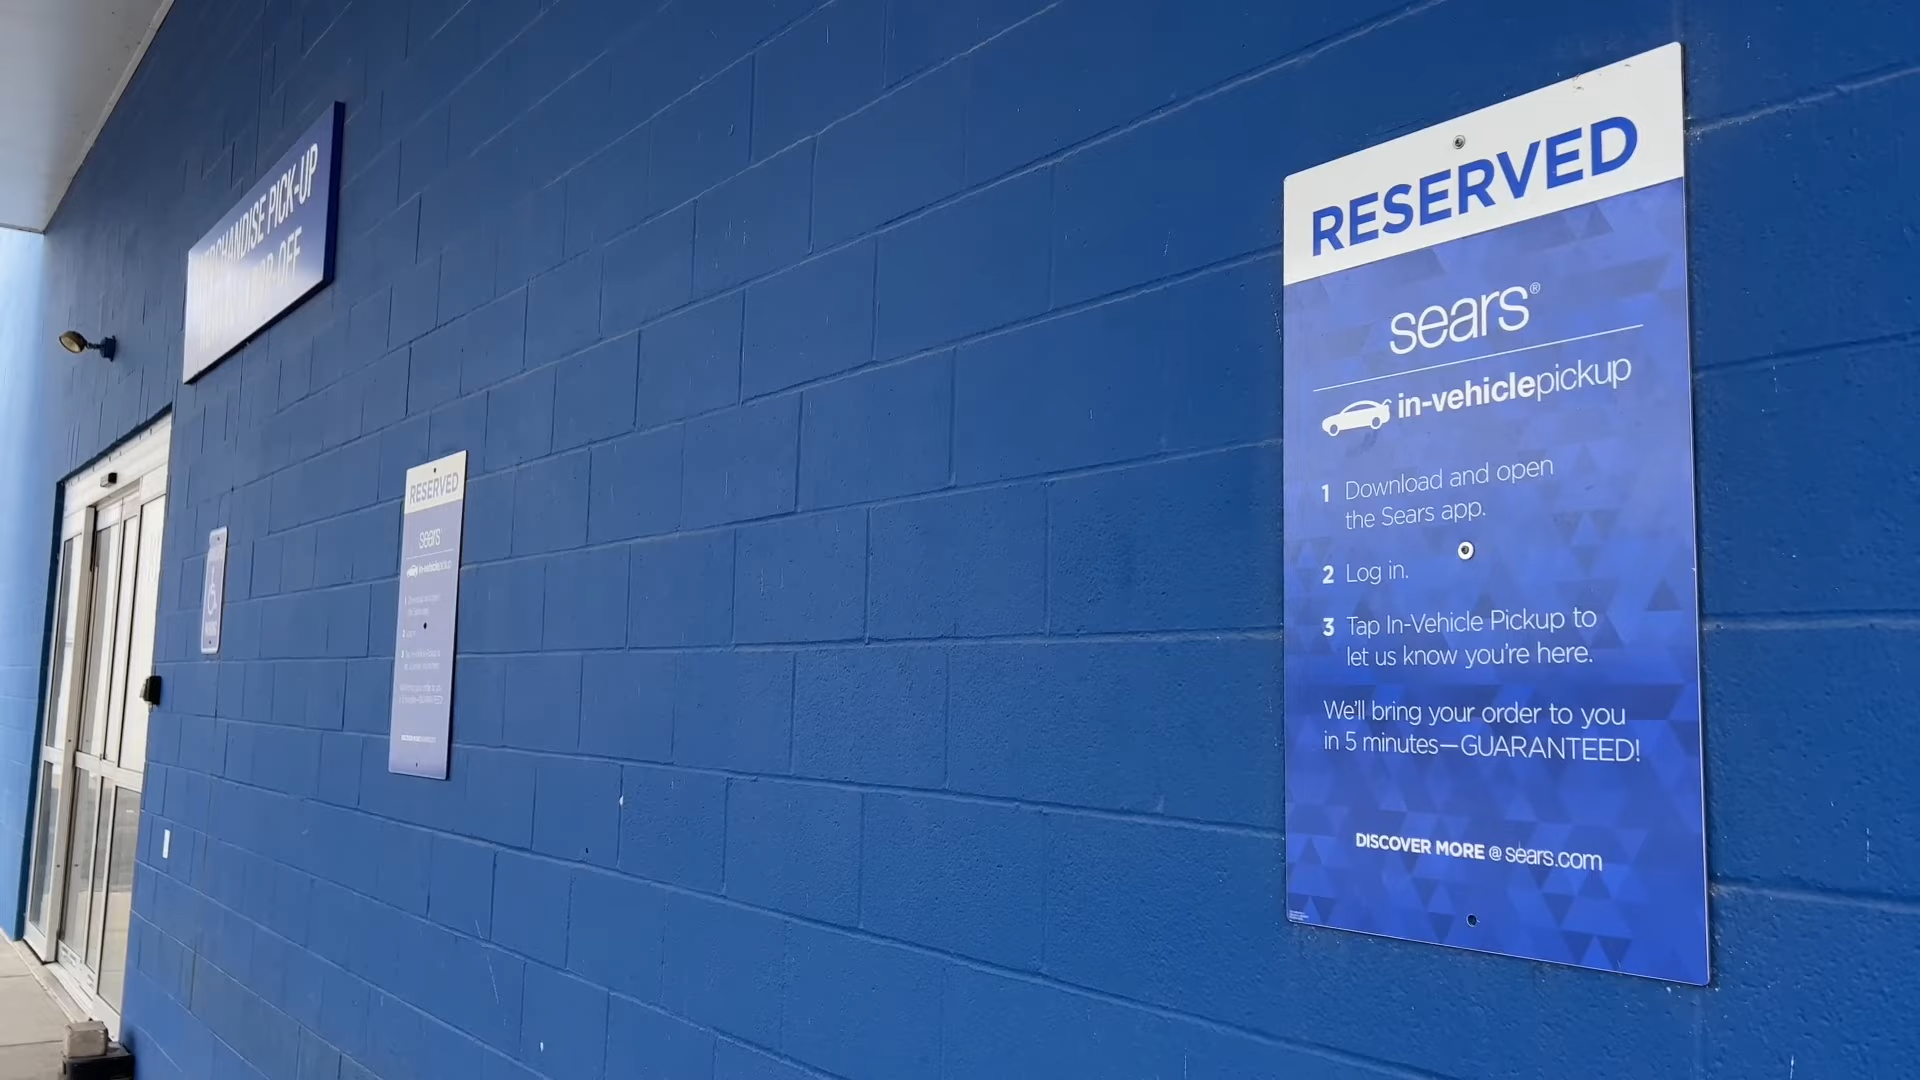 MERCHANDISE PICK-UP
RESERVED
sears
in-vehiclepickup
RESERVED
sears®
in-vehiclepickup
1 Download and open
the Sears app.
2 Log in.
3 Tap In-Vehicle Pickup to
let us know you're here.
We'll bring your order to you
in 5 minutes—GUARANTEED!
DISCOVER MORE @ sears.com